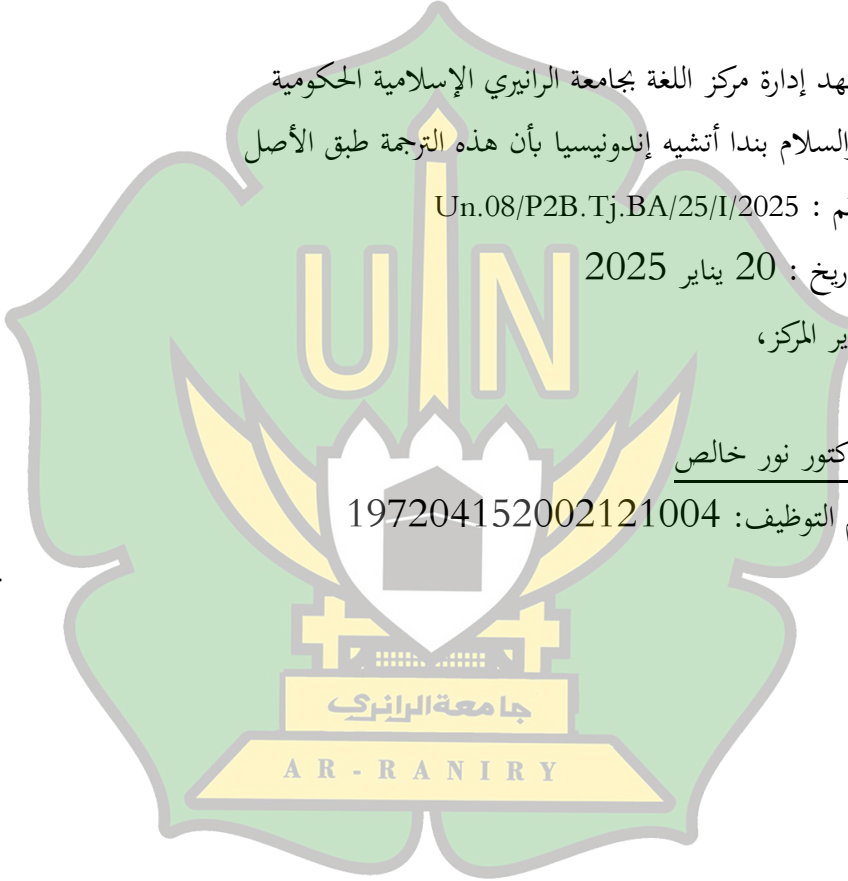 هد إدارة مركز اللغة بجامعة الرانيري الإسلامية الحكومية
السلام بندا أتشيه إندونيسيا بأن هذه الترجمة طبق الأصل
م : Un.08/P2B.Tj.BA/25/I/2025
ريخ : 20 يناير 2025
ير المركز،
كتور نور خالص
التوظيف: 197204152002121004
UIN
جامعة الرانري
AR-RANIRY